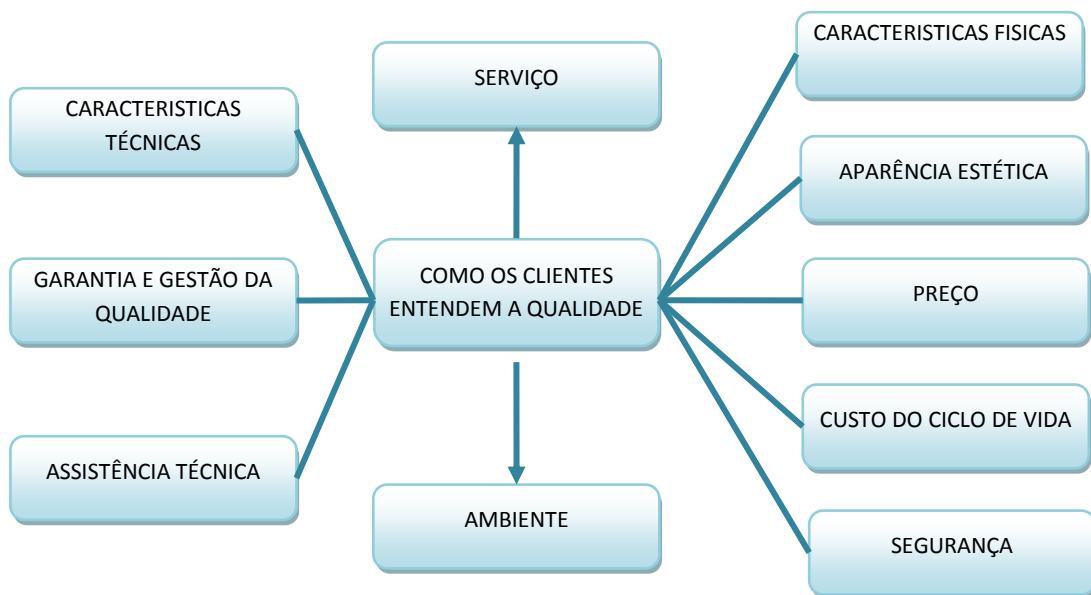 CARACTERISTICAS FISICAS
SERVIÇO
CARACTERISTICAS
TÉCNICAS
APARÊNCIA ESTÉTICA
COMO OS CLIENTES
ENTENDEM A QUALIDADE
GARANTIA E GESTÃO DA
QUALIDADE
PREÇO
CUSTO DO CICLO DE VIDA
ASSISTÊNCIA TÉCNICA
AMBIENTE
SEGURANÇA